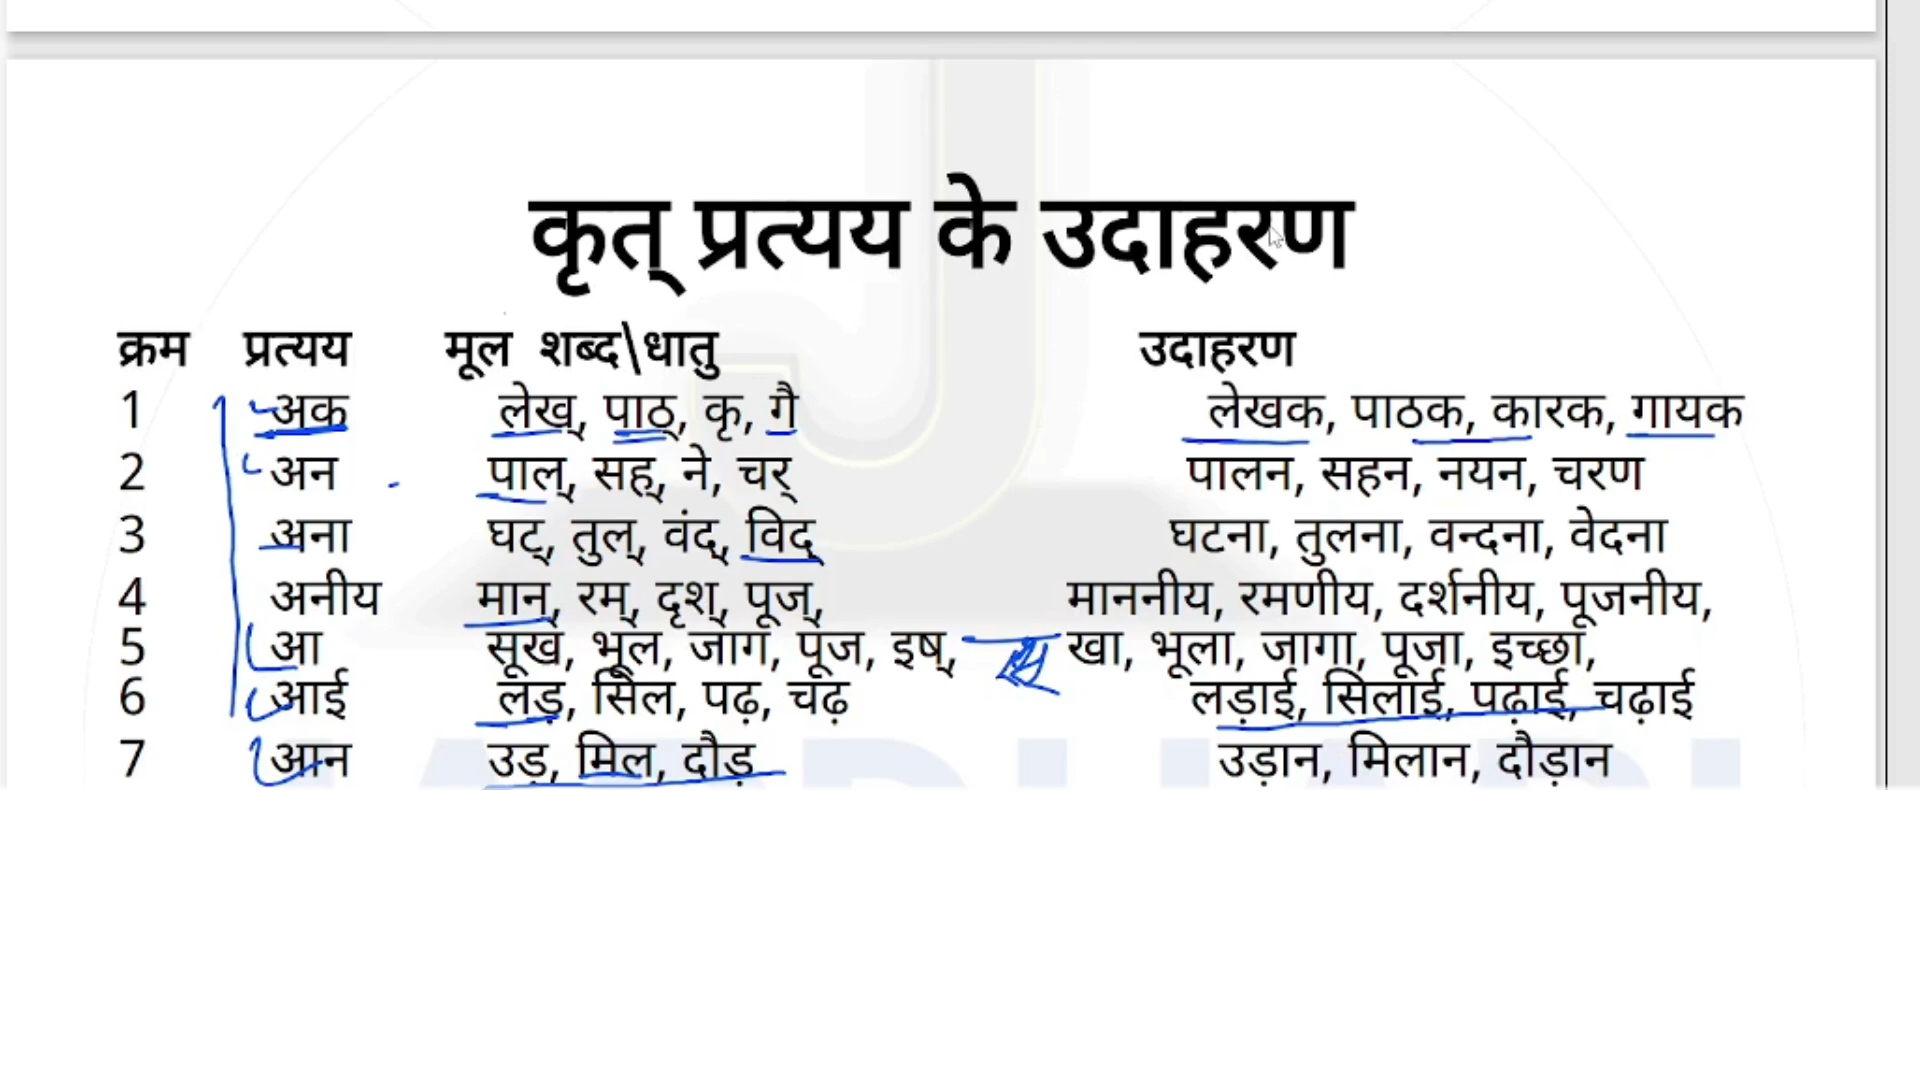 कृत् प्रत्यय के उदाहरण
क्रम प्रत्यय मूल शब्द\धातु उदाहरण
1 अक लेख्, पाठ्, कृ, गै लेखक, पाठक, कारक, गायक
2 अन पाल्, सह्, ने, चर् पालन, सहन, नयन, चरण
3 अना घट्, तुल्, वंद्, विद् घटना, तुलना, वन्दना, वेदना
4 अनीय मान्, रम्, दृश्, पूज्, माननीय, रमणीय, दर्शनीय, पूजनीय,
5 आ सूख, भूल, जाग, पूज, इष्, खा, भूला, जागा, पूजा, इच्छा,
6 आई लड़, सिल, पढ़, चढ़ लड़ाई, सिलाई, पढ़ाई, चढ़ाई
7 आन उड़, मिल, दौड़ उड़ान, मिलान, दौड़ान